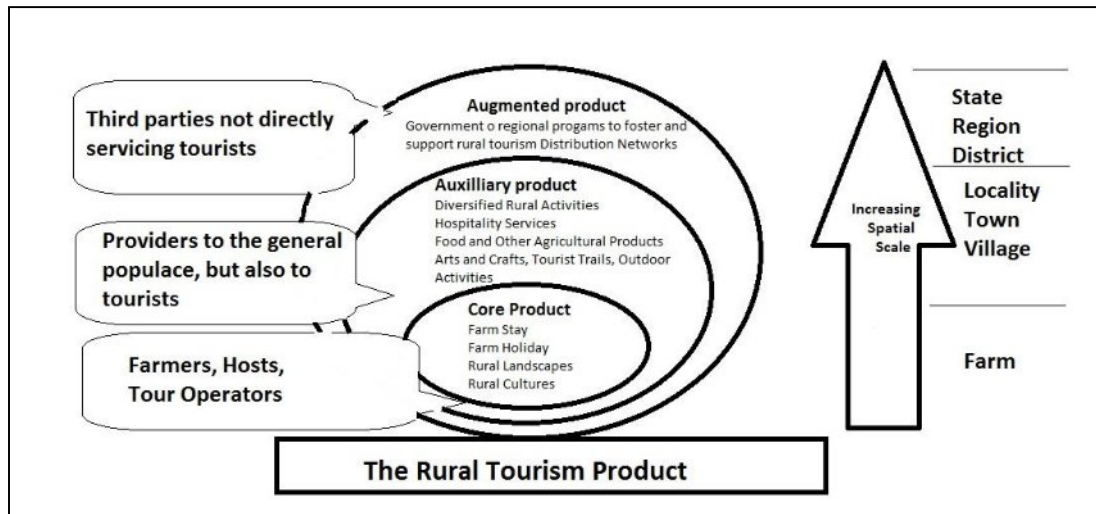 Third parties not directly
servicing tourists
Augmented product
Government o regional progams to foster and
support rural tourism Distribution Networks
State
Region
District
Providers to the general
populace, but also to
tourists
Auxilliary product
Diversified Rural Activities
Hospitality Services
Food and Other Agricultural Products
Arts and Crafts, Tourist Trails, Outdoor
Activities
Increasing
Spatial
Scale
Locality
Town
Village
Farmers, Hosts,
Tour Operators
Core Product
Farm Stay
Farm Holiday
Rural Landscapes
Rural Cultures
Farm
The Rural Tourism Product